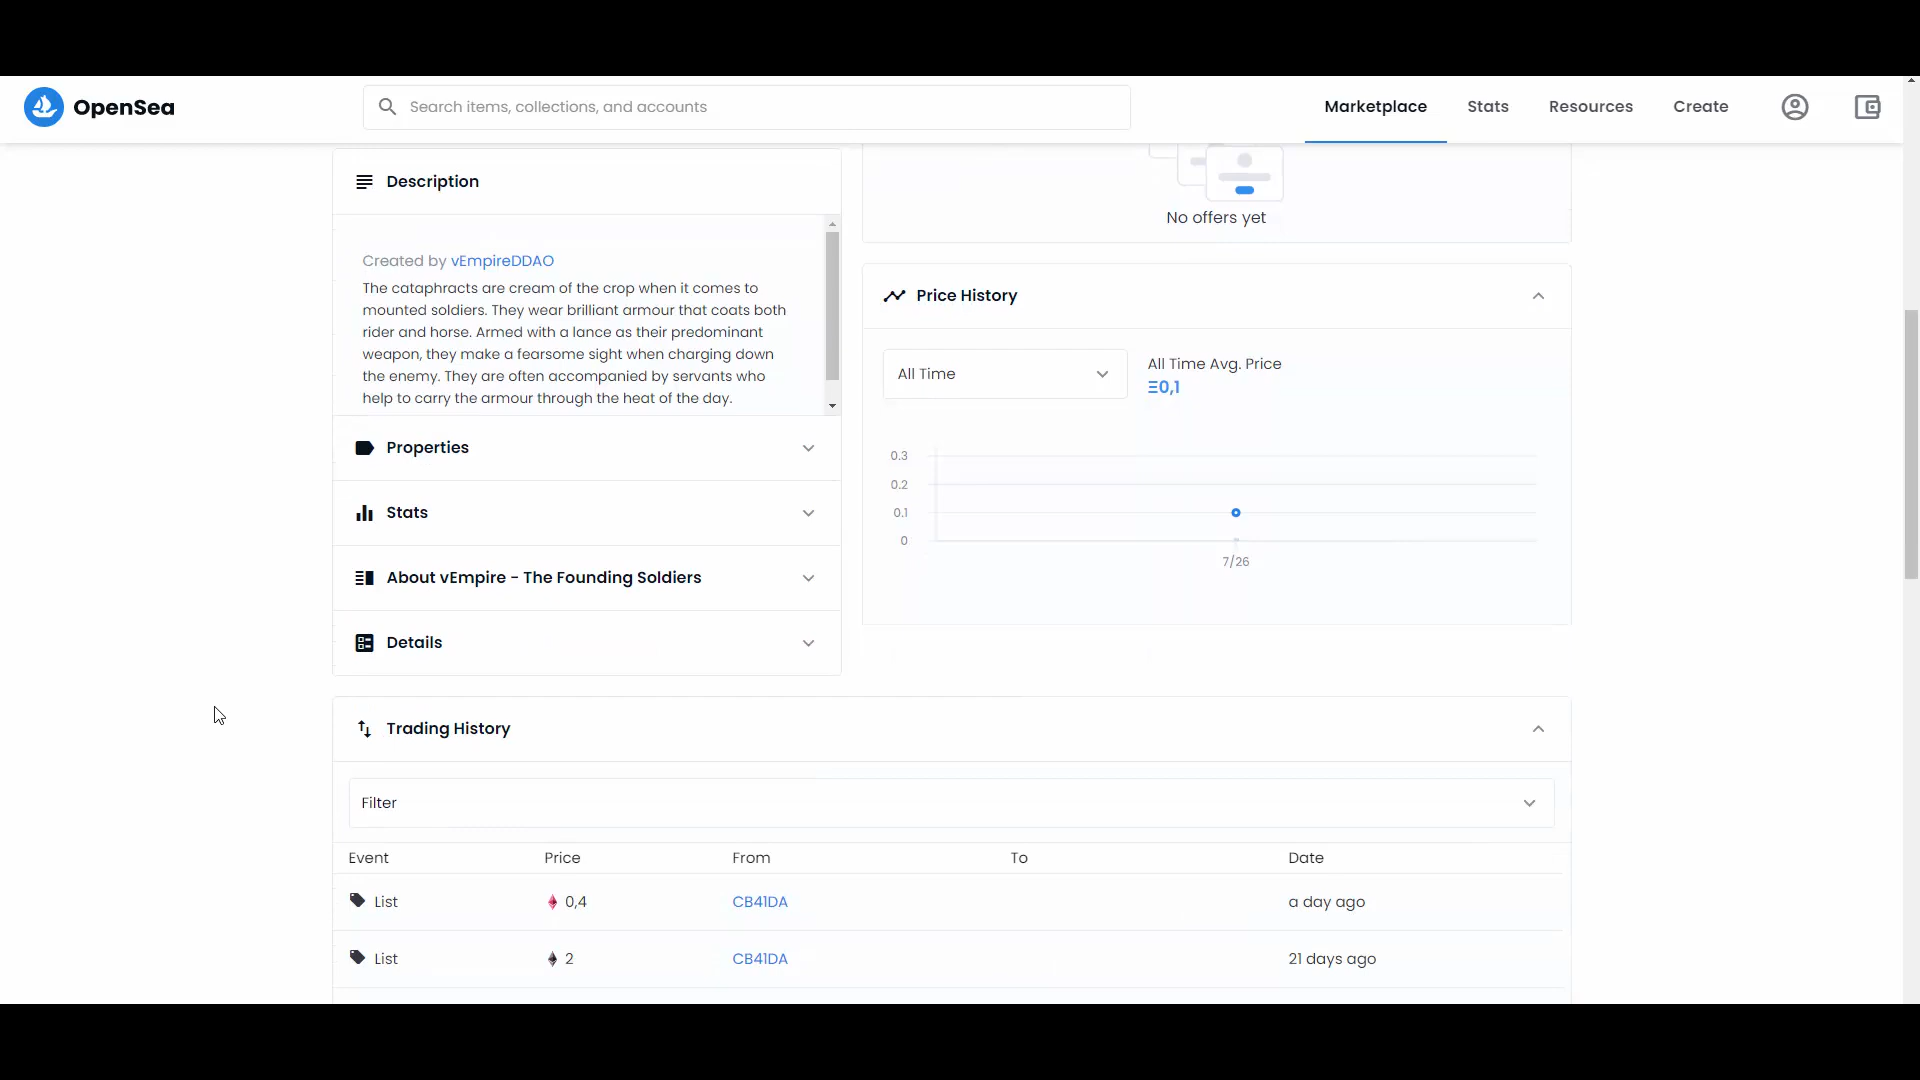 OpenSea
Search items, collections, and accounts
Marketplace
Stats
Resources
Create
Description
Created by vEmpireDDAO
The cataphracts are cream of the crop when it comes to
mounted soldiers. They wear brilliant armour that coats both
rider and horse. Armed with a lance as their predominant
weapon, they make a fearsome sight when charging down
the enemy. They are often accompanied by servants who
help to carry the armour through the heat of the day.
Properties
Stats
About vEmpire - The Founding Soldiers
Details
No offers yet
Price History
All Time
All Time Avg. Price
Ξ0,1
0.3
0.2
0.1
0
7/26
Trading History
Filter
Event Price From To Date
List 0,4 CB41DA a day ago
List 2 CB41DA 21 days ago